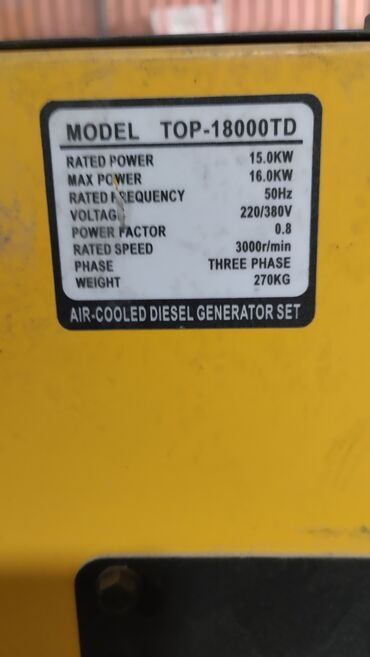 MODEL TOP-18000TD
RATED POWER 15.0KW
MAX POWER 16.0KW
RATED FREQUENCY 50Hz
VOLTAGE 220/380V
POWER FACTOR 0.8
RATED SPEED 3000r/min
PHASE THREE PHASE
WEIGHT 270KG
AIR-COOLED DIESEL GENERATOR SET